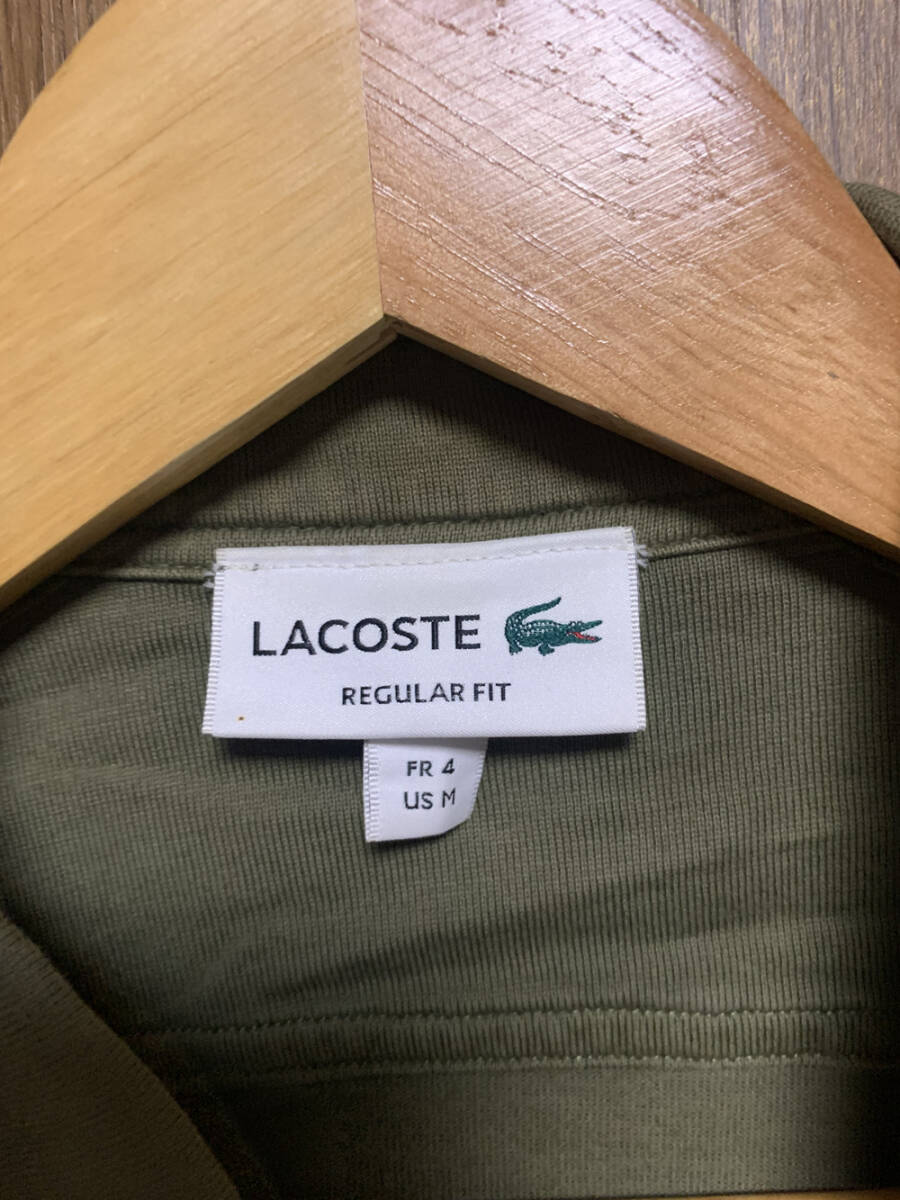 LACOSTE
REGULAR FIT
FR 4
US M